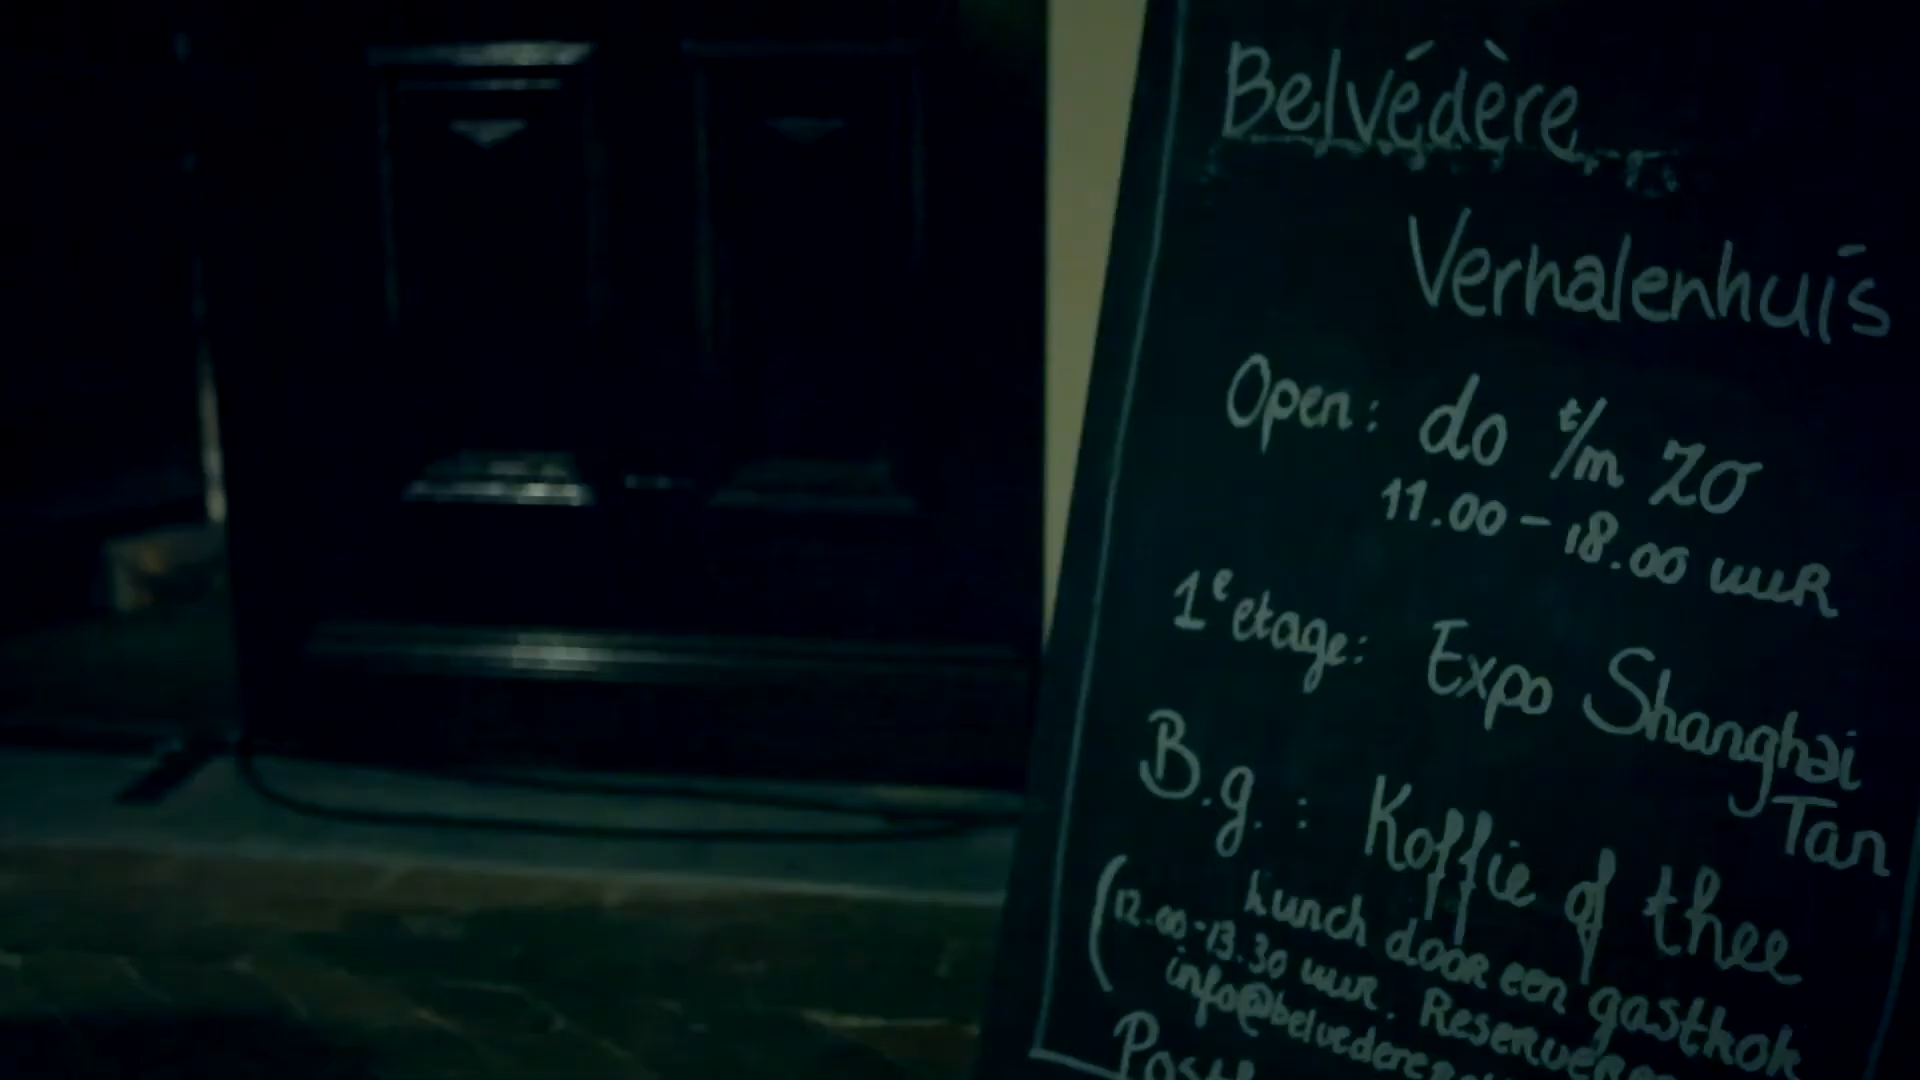 Belvédère
Verhalenhuis
Open: do t/m zo
11.00 - 18.00 uuR
1e etage: Expo Shanghai
Tan
B.g.: Koffie of thee
Lunch door een gastkok
(12.00-13.30 uur. Reserveren
info@belvedere